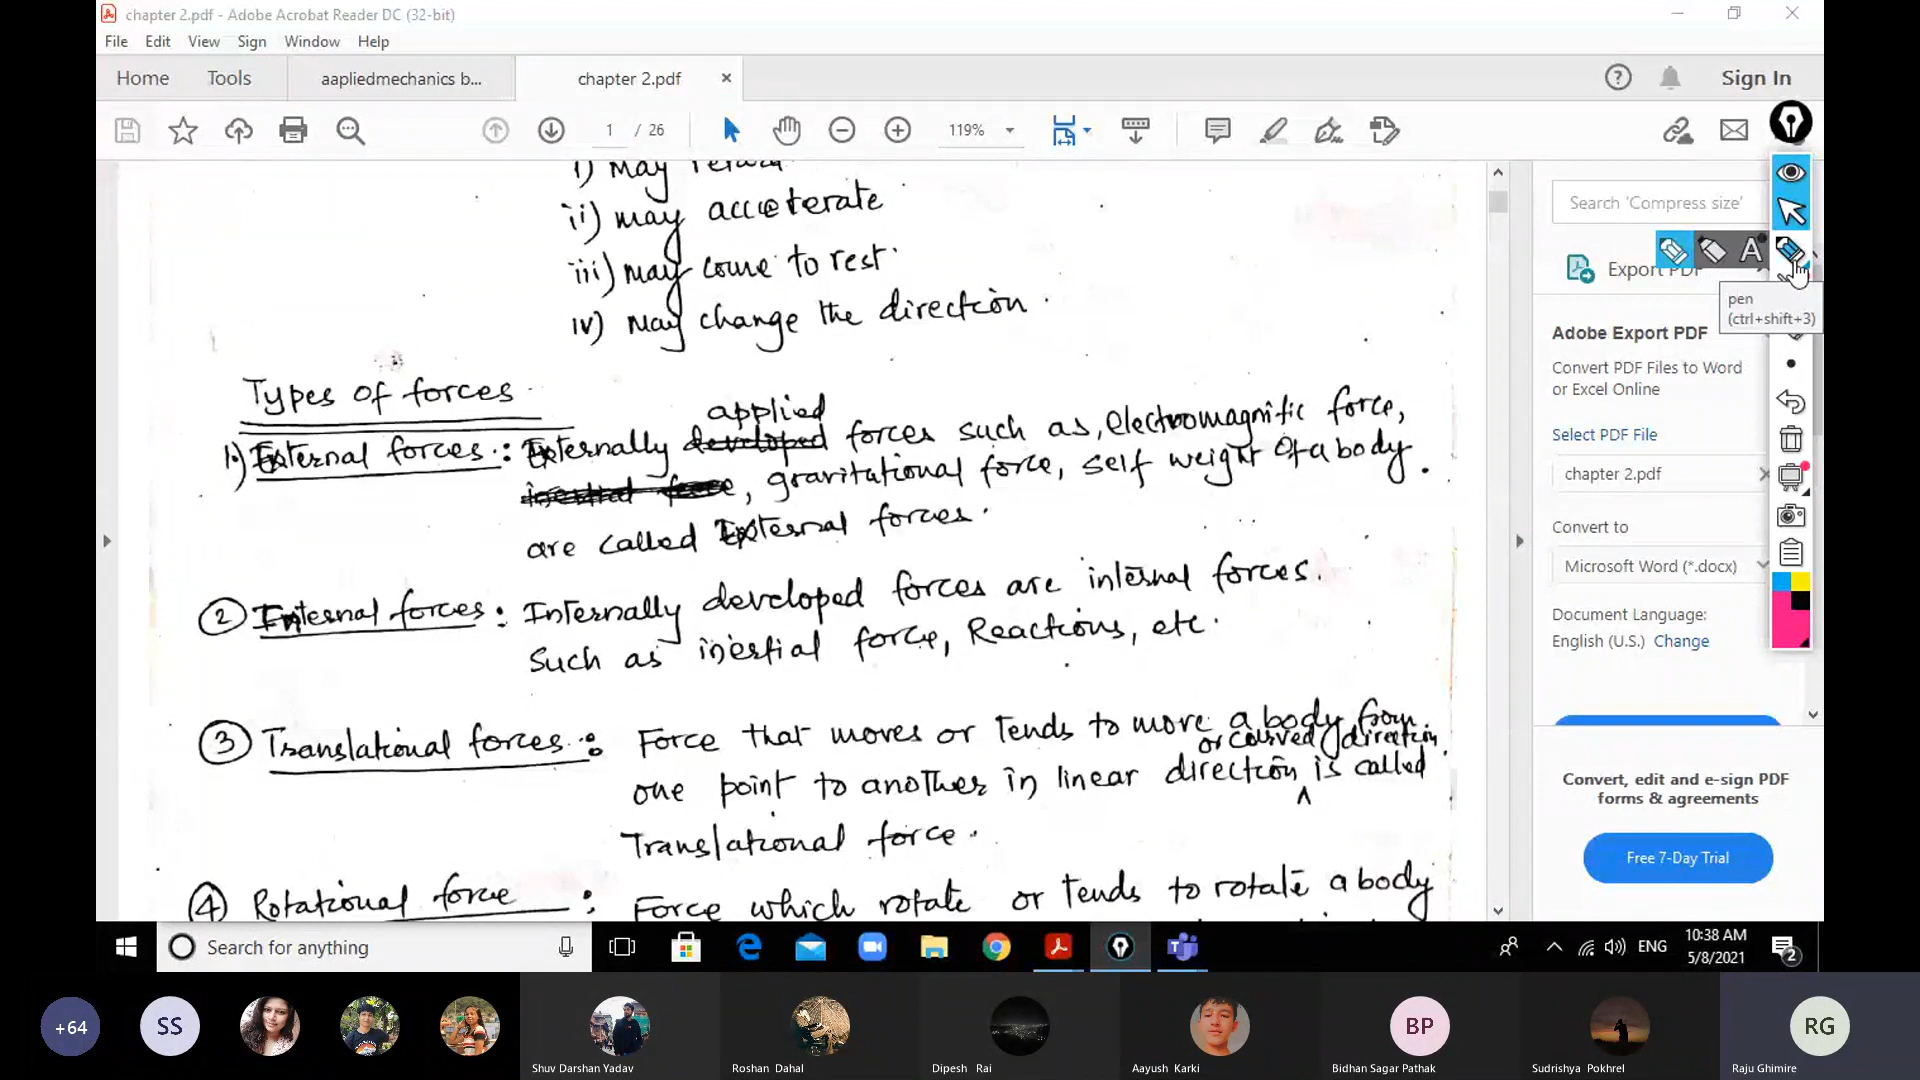 chapter 2.pdf - Adobe Acrobat Reader DC (32-bit)
File Edit View Sign Window Help
Home Tools aapliedmechanics b... chapter 2.pdf × Sign In
1 / 26 119%
i) may
ii) may accelerate
iii) may come to rest.
iv) may change the direction.
Types of forces
applied
1.) External forces : Externally developed forces such as, electromagnific force,
inertial force, gravitational force, self weight of a body.
are called External forces.
② Internal forces : Internally developed forces are internal forces.
Such as inertial force, Reactions, etc.
③ Translational forces : Force that moves or tends to move a body from
or curved direction.
one point to another in linear direction ^ is called
Translational force.
④ Rotational force : Force which rotate or tends to rotate a body
Search 'Compress size'
Export PDF
A
pen
(ctrl+shift+3)
Adobe Export PDF
Convert PDF Files to Word
or Excel Online
Select PDF File
chapter 2.pdf
Convert to
Microsoft Word (*.docx)
Document Language:
English (U.S.) Change
Convert, edit and e-sign PDF
forms & agreements
Free 7-Day Trial
Search for anything
ENG
10:38 AM
5/8/2021
2
+64 SS BP RG
Shuv Darshan Yadav Roshan Dahal Dipesh Rai Aayush Karki Bidhan Sagar Pathak Sudrishya Pokhrel Raju Ghimire